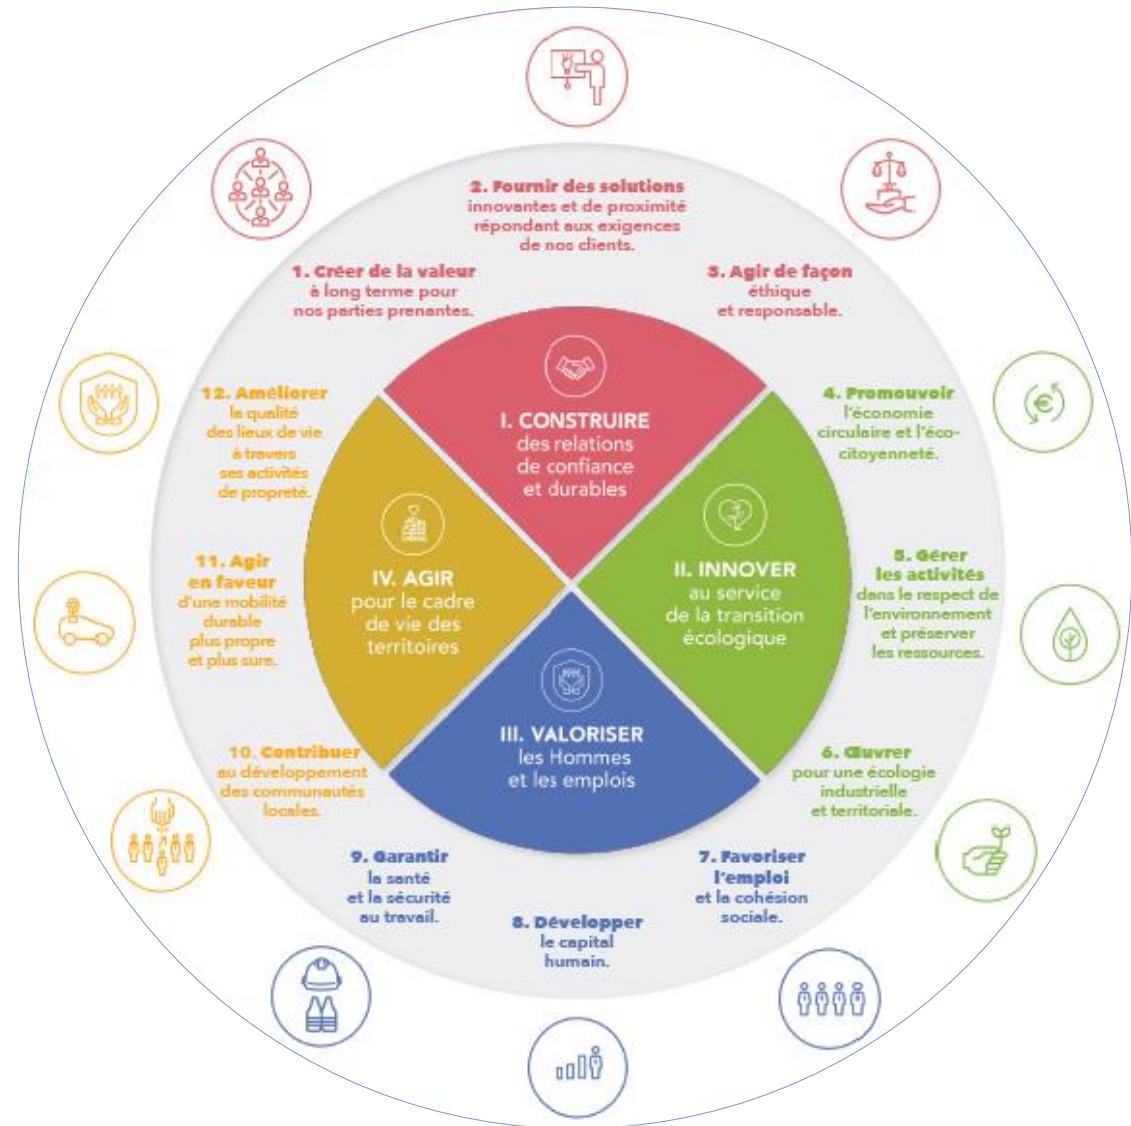 2. Fournir des solutions
innovantes et de proximité
répondant aux exigences
de nos clients.
1. Créer de la valeur
à long terme pour
nos parties prenantes.
3. Agir de façon
éthique
et responsable.
I. CONSTRUIRE
des relations
de confiance
et durables
12. Améliorer
la qualité
des lieux de vie
à travers
ses activités
de propreté.
4. Promouvoir
l'économie
circulaire et l'éco-
citoyenneté.
€
IV. AGIR
pour le cadre
de vie des
territoires
II. INNOVER
au service
de la transition
écologique
11. Agir
en faveur
d'une mobilité
durable
plus propre
et plus sure.
5. Gérer
les activités
dans le respect de
l'environnement
et préserver
les ressources.
III. VALORISER
les Hommes
et les emplois
10. Contribuer
au développement
des communautés
locales.
6. Œuvrer
pour une écologie
industrielle
et territoriale.
9. Garantir
la santé
et la sécurité
au travail.
7. Favoriser
l'emploi
et la cohésion
sociale.
8. Développer
le capital
humain.